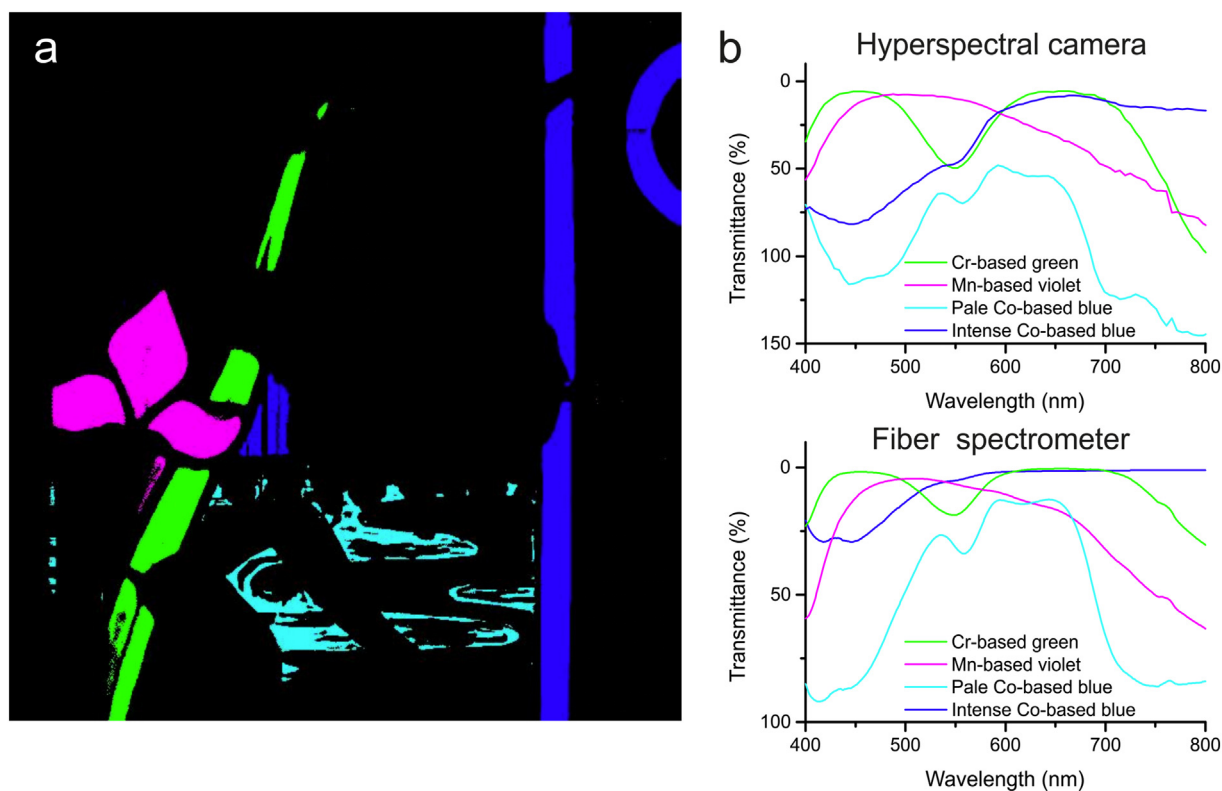 a
b
Hyperspectral camera
0
50
100
150
Transmittance (%)
Cr-based green
Mn-based violet
Pale Co-based blue
Intense Co-based blue
400
500
600
700
800
Wavelength (nm)
Fiber spectrometer
0
50
100
Transmittance (%)
Cr-based green
Mn-based violet
Pale Co-based blue
Intense Co-based blue
400
500
600
700
800
Wavelength (nm)